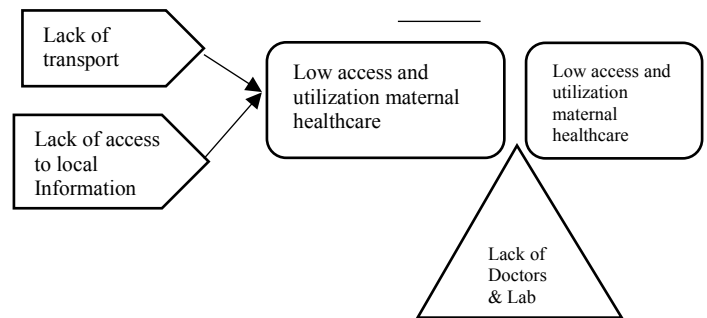 Lack of
transport
Lack of access
to local
Information
Low access and
utilization maternal
healthcare
Low access and
utilization
maternal
healthcare
Lack of
Doctors
& Lab